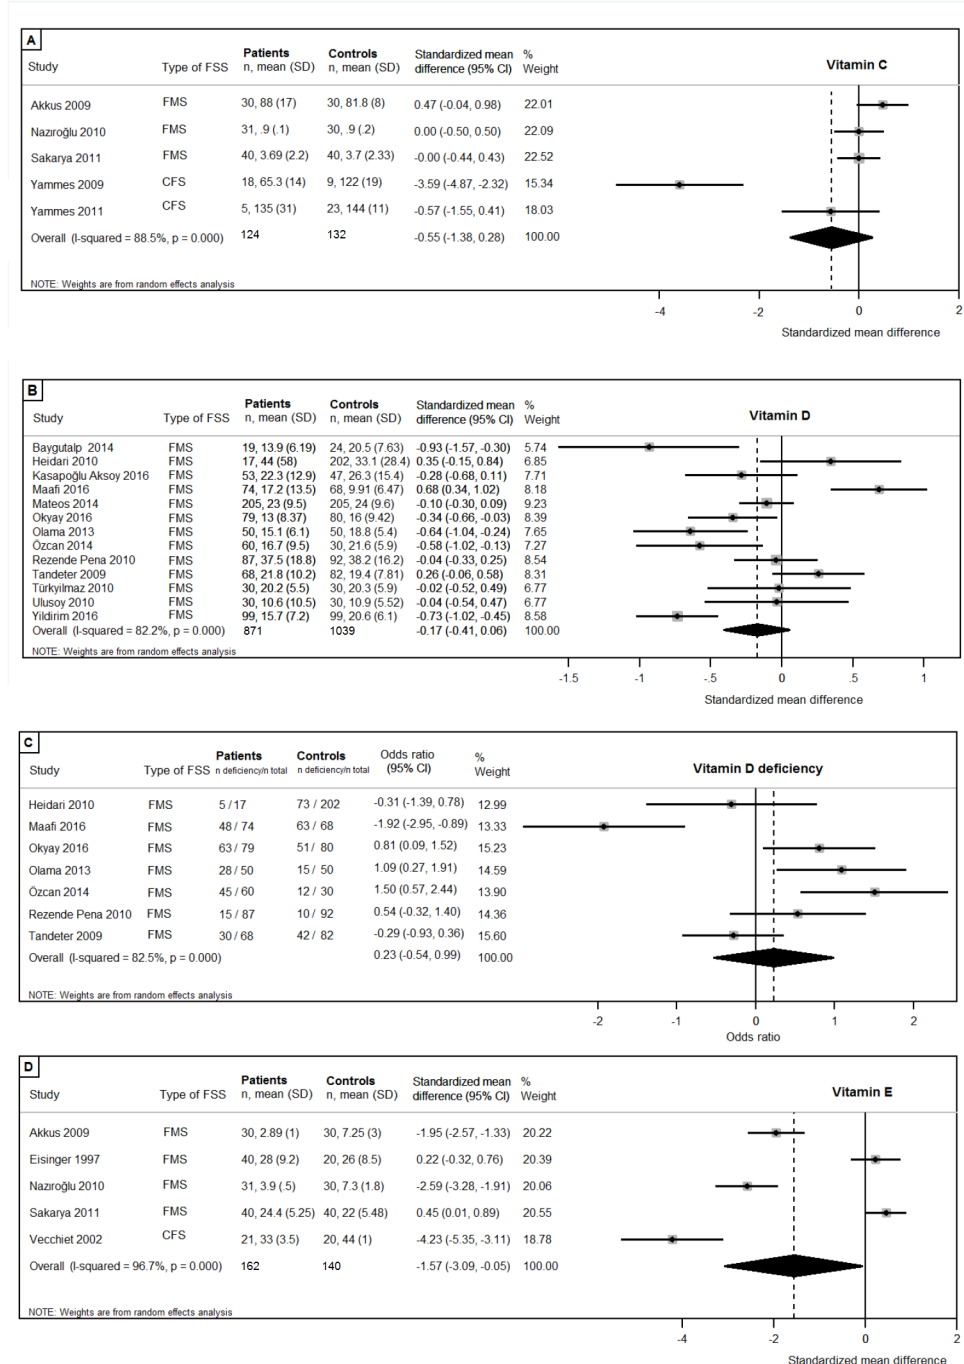 A
Patients Controls Standardized mean %
Study Type of FSS n, mean (SD) n, mean (SD) difference (95% CI) Weight Vitamin C
Akkus 2009 FMS 30, 88 (17) 30, 81.8 (8) 0.47 (-0.04, 0.98) 22.01
Nazıroğlu 2010 FMS 31, .9 (.1) 30, .9 (.2) 0.00 (-0.50, 0.50) 22.09
Sakarya 2011 FMS 40, 3.69 (2.2) 40, 3.7 (2.33) -0.00 (-0.44, 0.43) 22.52
Yammes 2009 CFS 18, 65.3 (14) 9, 122 (19) -3.59 (-4.87, -2.32) 15.34
Yammes 2011 CFS 5, 135 (31) 23, 144 (11) -0.57 (-1.55, 0.41) 18.03
Overall (I-squared = 88.5%, p = 0.000) 124 132 -0.55 (-1.38, 0.28) 100.00
NOTE: Weights are from random effects analysis
-4 -2 0 2
Standardized mean difference
B
Patients Controls Standardized mean %
Study Type of FSS n, mean (SD) n, mean (SD) difference (95% CI) Weight Vitamin D
Baygutalp 2014 FMS 19, 13.9 (6.19) 24, 20.5 (7.63) -0.93 (-1.57, -0.30) 5.74
Heidari 2010 FMS 17, 44 (58) 202, 33.1 (28.4) 0.35 (-0.15, 0.84) 6.85
Kasapoğlu Aksoy 2016 FMS 53, 22.3 (12.9) 47, 26.3 (15.4) -0.28 (-0.68, 0.11) 7.71
Maafi 2016 FMS 74, 17.2 (13.5) 68, 9.91 (6.47) 0.68 (0.34, 1.02) 8.18
Mateos 2014 FMS 205, 23 (9.5) 205, 24 (9.6) -0.10 (-0.30, 0.09) 9.23
Okyay 2016 FMS 79, 13 (8.37) 80, 16 (9.42) -0.34 (-0.66, -0.03) 8.39
Olama 2013 FMS 50, 15.1 (6.1) 50, 18.8 (5.4) -0.64 (-1.04, -0.24) 7.65
Özcan 2014 FMS 60, 16.7 (9.5) 30, 21.6 (5.9) -0.58 (-1.02, -0.13) 7.27
Rezende Pena 2010 FMS 87, 37.5 (18.8) 92, 38.2 (16.2) -0.04 (-0.33, 0.25) 8.54
Tandeter 2009 FMS 68, 21.8 (10.2) 82, 19.4 (7.81) 0.26 (-0.06, 0.58) 8.31
Türkyilmaz 2010 FMS 30, 20.2 (5.5) 30, 20.3 (5.9) -0.02 (-0.52, 0.49) 6.77
Ulusoy 2010 FMS 30, 10.6 (10.5) 30, 10.9 (5.52) -0.04 (-0.54, 0.47) 6.77
Yildirim 2016 FMS 99, 15.7 (7.2) 99, 20.6 (6.1) -0.73 (-1.02, -0.45) 8.58
Overall (I-squared = 82.2%, p = 0.000) 871 1039 -0.17 (-0.41, 0.06) 100.00
NOTE: Weights are from random effects analysis
-1.5 -1 -.5 0 .5 1
Standardized mean difference
C
Patients Controls Odds ratio %
Study Type of FSS n deficiency/n total n deficiency/n total (95% CI) Weight Vitamin D deficiency
Heidari 2010 FMS 5 / 17 73 / 202 -0.31 (-1.39, 0.78) 12.99
Maafi 2016 FMS 48 / 74 63 / 68 -1.92 (-2.95, -0.89) 13.33
Okyay 2016 FMS 63 / 79 51 / 80 0.81 (0.09, 1.52) 15.23
Olama 2013 FMS 28 / 50 15 / 50 1.09 (0.27, 1.91) 14.59
Özcan 2014 FMS 45 / 60 12 / 30 1.50 (0.57, 2.44) 13.90
Rezende Pena 2010 FMS 15 / 87 10 / 92 0.54 (-0.32, 1.40) 14.36
Tandeter 2009 FMS 30 / 68 42 / 82 -0.29 (-0.93, 0.36) 15.60
Overall (I-squared = 82.5%, p = 0.000) 0.23 (-0.54, 0.99) 100.00
NOTE: Weights are from random effects analysis
-2 -1 0 1 2
Odds ratio
D
Patients Controls Standardized mean %
Study Type of FSS n, mean (SD) n, mean (SD) difference (95% CI) Weight Vitamin E
Akkus 2009 FMS 30, 2.89 (1) 30, 7.25 (3) -1.95 (-2.57, -1.33) 20.22
Eisinger 1997 FMS 40, 28 (9.2) 20, 26 (8.5) 0.22 (-0.32, 0.76) 20.39
Nazıroğlu 2010 FMS 31, 3.9 (.5) 30, 7.3 (1.8) -2.59 (-3.28, -1.91) 20.06
Sakarya 2011 FMS 40, 24.4 (5.25) 40, 22 (5.48) 0.45 (0.01, 0.89) 20.55
Vecchiet 2002 CFS 21, 33 (3.5) 20, 44 (1) -4.23 (-5.35, -3.11) 18.78
Overall (I-squared = 96.7%, p = 0.000) 162 140 -1.57 (-3.09, -0.05) 100.00
NOTE: Weights are from random effects analysis
-4 -2 0 2
Standardized mean difference